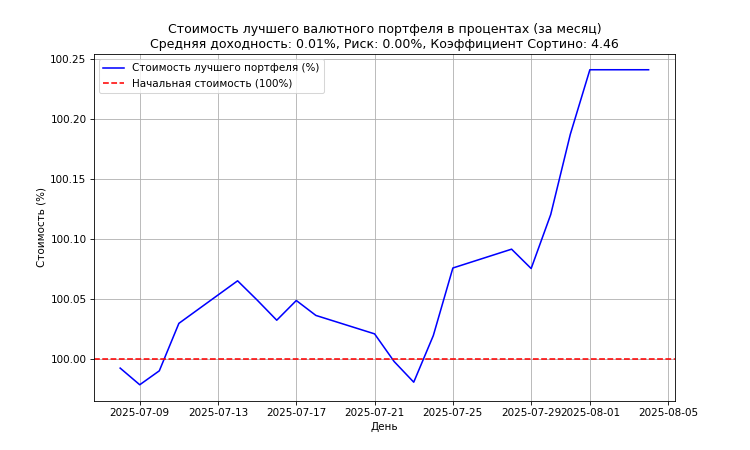 Стоимость лучшего валютного портфеля в процентах (за месяц)
Средняя доходность: 0.01%, Риск: 0.00%, Коэффициент Сортино: 4.46
Стоимость лучшего портфеля (%)
Начальная стоимость (100%)
Стоимость (%)
100.25
100.20
100.15
100.10
100.05
100.00
2025-07-09 2025-07-13 2025-07-17 2025-07-21 2025-07-25 2025-07-29 2025-08-01 2025-08-05
День